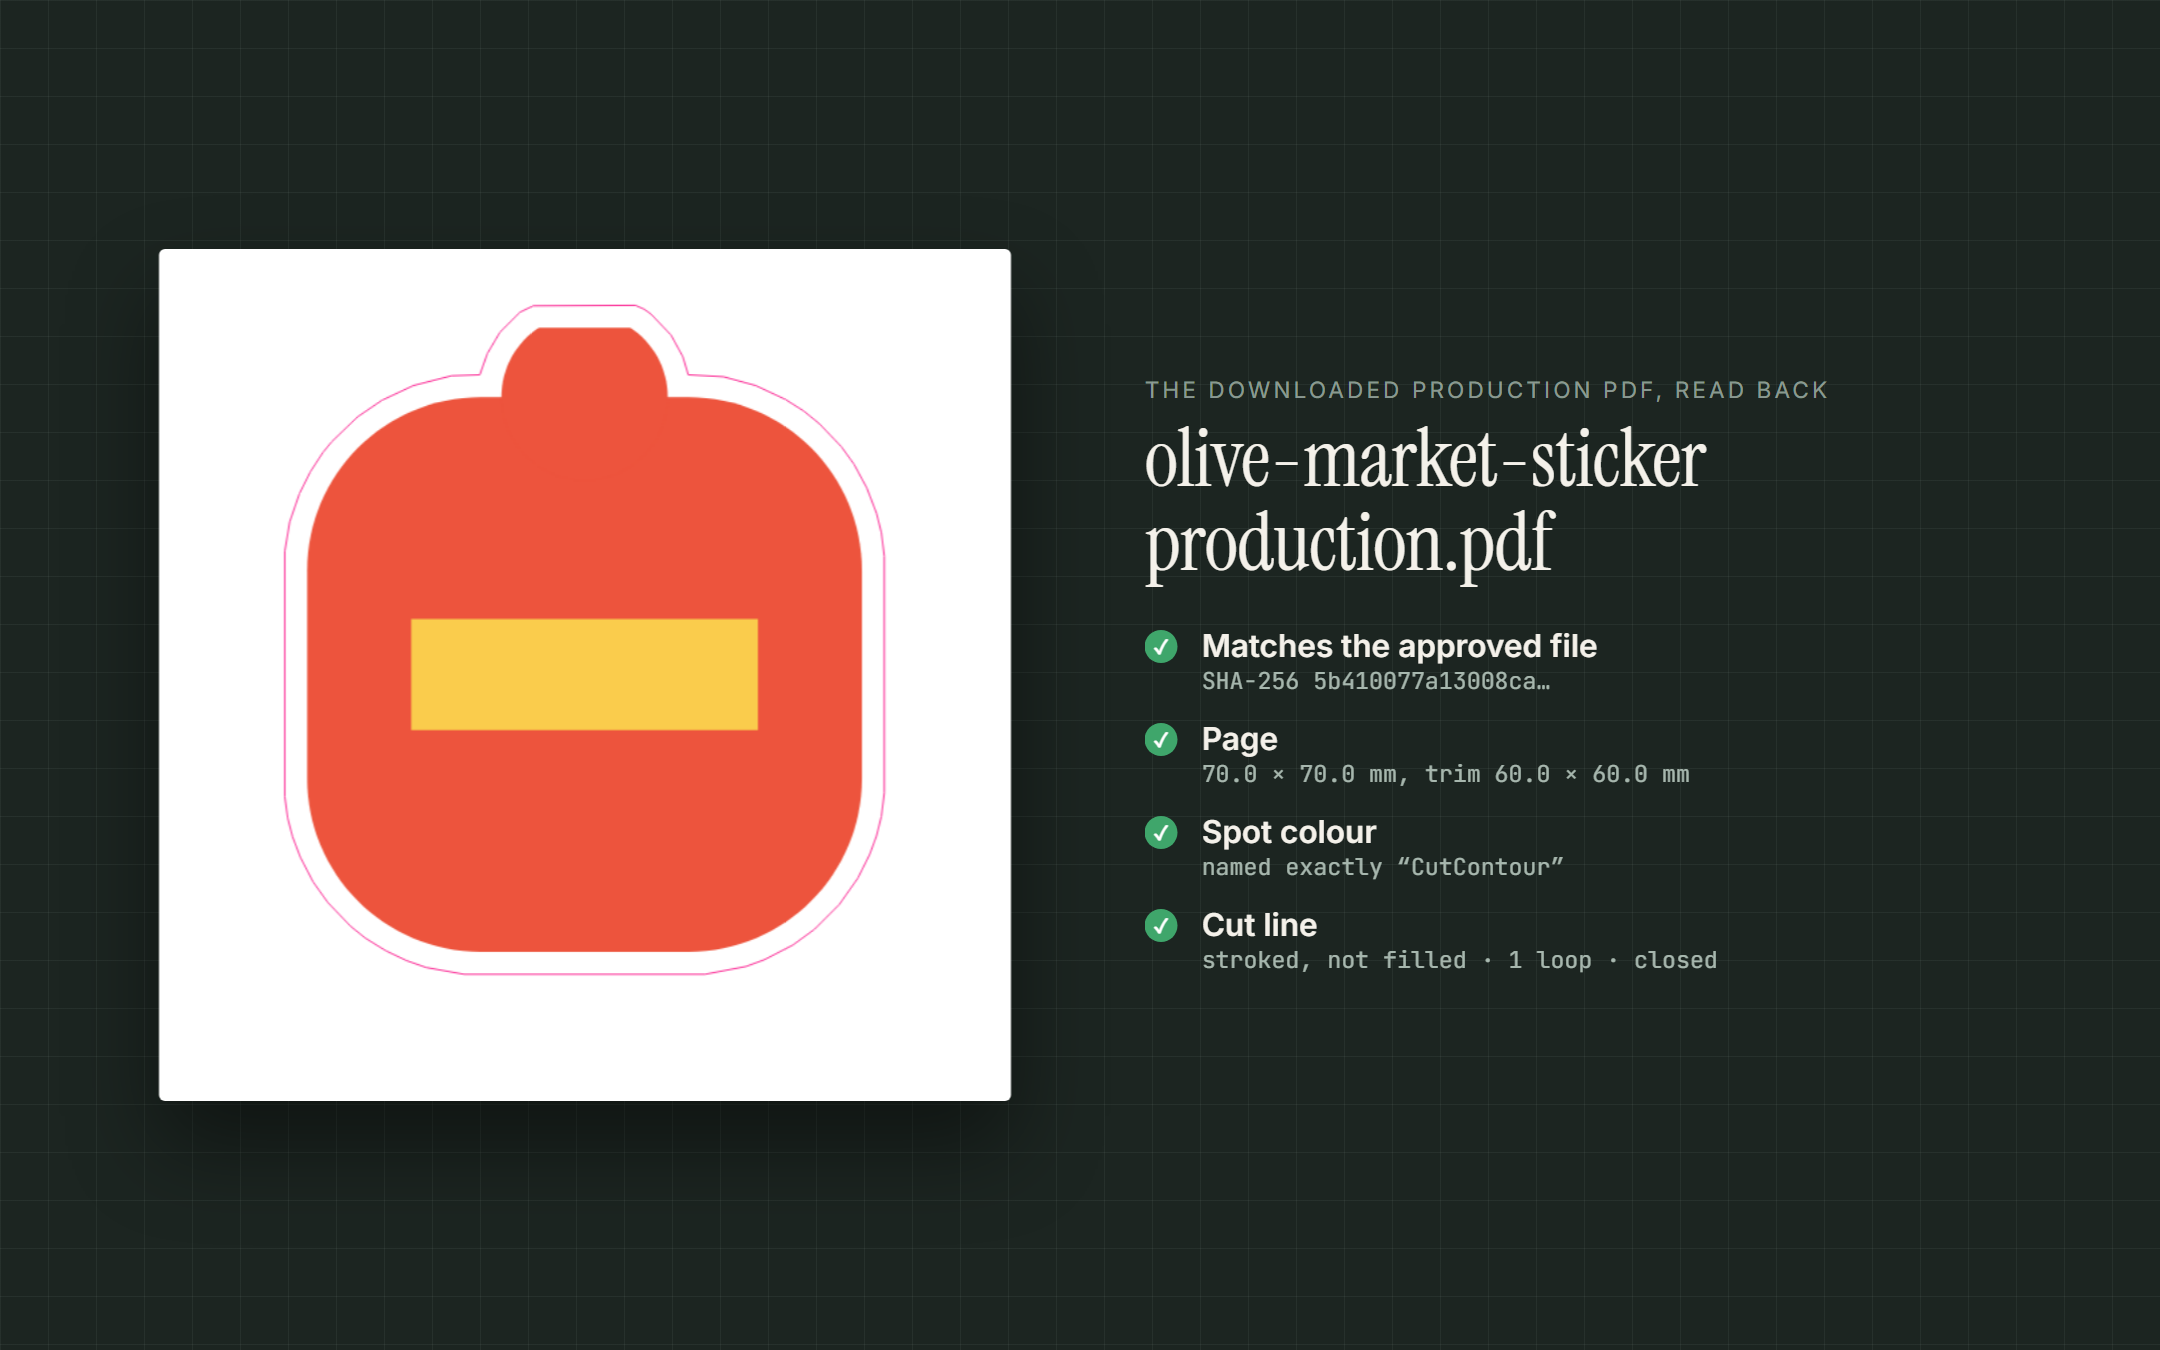 THE DOWNLOADED PRODUCTION PDF, READ BACK
olive-market-sticker
production.pdf
Matches the approved file
SHA-256 5b410077a13008ca…
Page
70.0 × 70.0 mm, trim 60.0 × 60.0 mm
Spot colour
named exactly “CutContour”
Cut line
stroked, not filled · 1 loop · closed